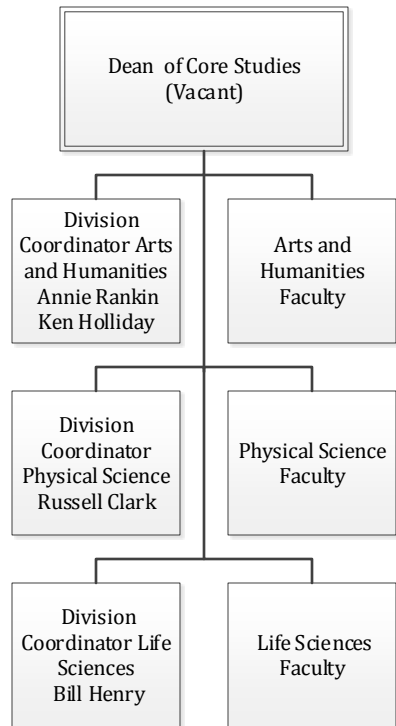 Dean of Core Studies
(Vacant)
Division
Coordinator Arts
and Humanities
Annie Rankin
Ken Holliday
Arts and
Humanities
Faculty
Division
Coordinator
Physical Science
Russell Clark
Physical Science
Faculty
Division
Coordinator Life
Sciences
Bill Henry
Life Sciences
Faculty